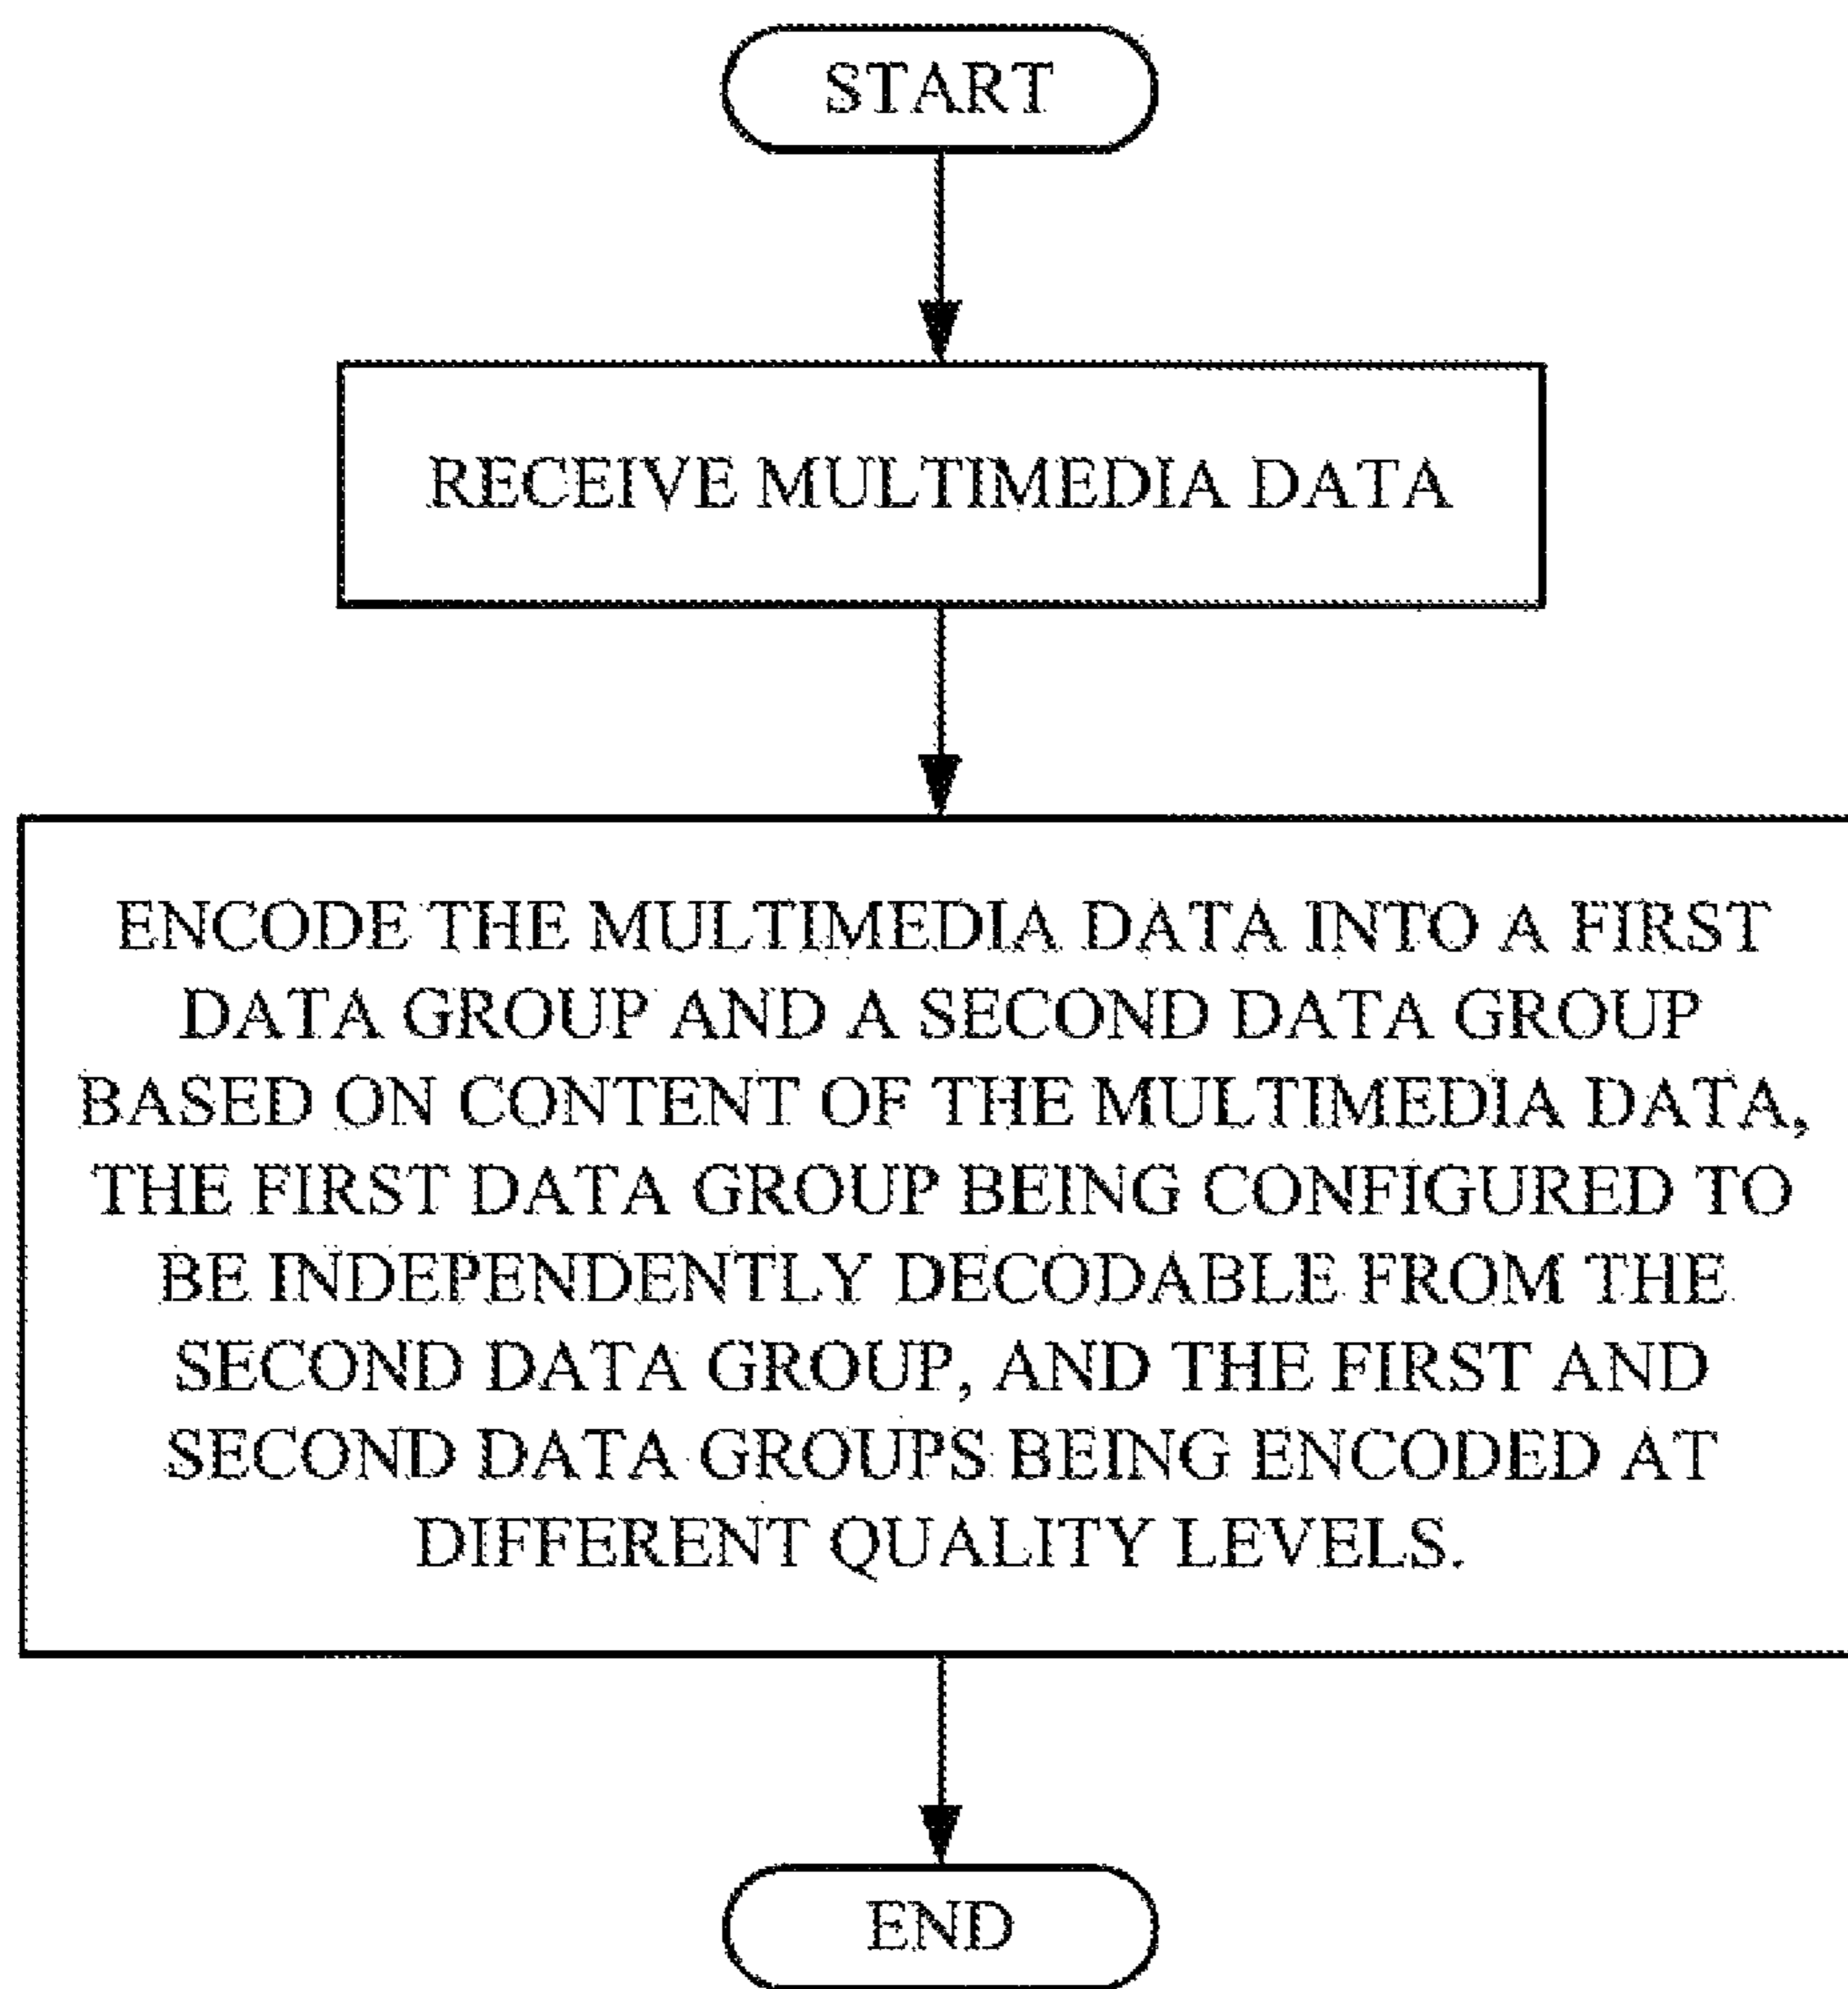 START
RECEIVE MULTIMEDIA DATA
ENCODE THE MULTIMEDIA DATA INTO A FIRST
DATA GROUP AND A SECOND DATA GROUP
BASED ON CONTENT OF THE MULTIMEDIA DATA,
THE FIRST DATA GROUP BEING CONFIGURED TO
BE INDEPENDENTLY DECODABLE FROM THE
SECOND DATA GROUP, AND THE FIRST AND
SECOND DATA GROUPS BEING ENCODED AT
DIFFERENT QUALITY LEVELS.
END